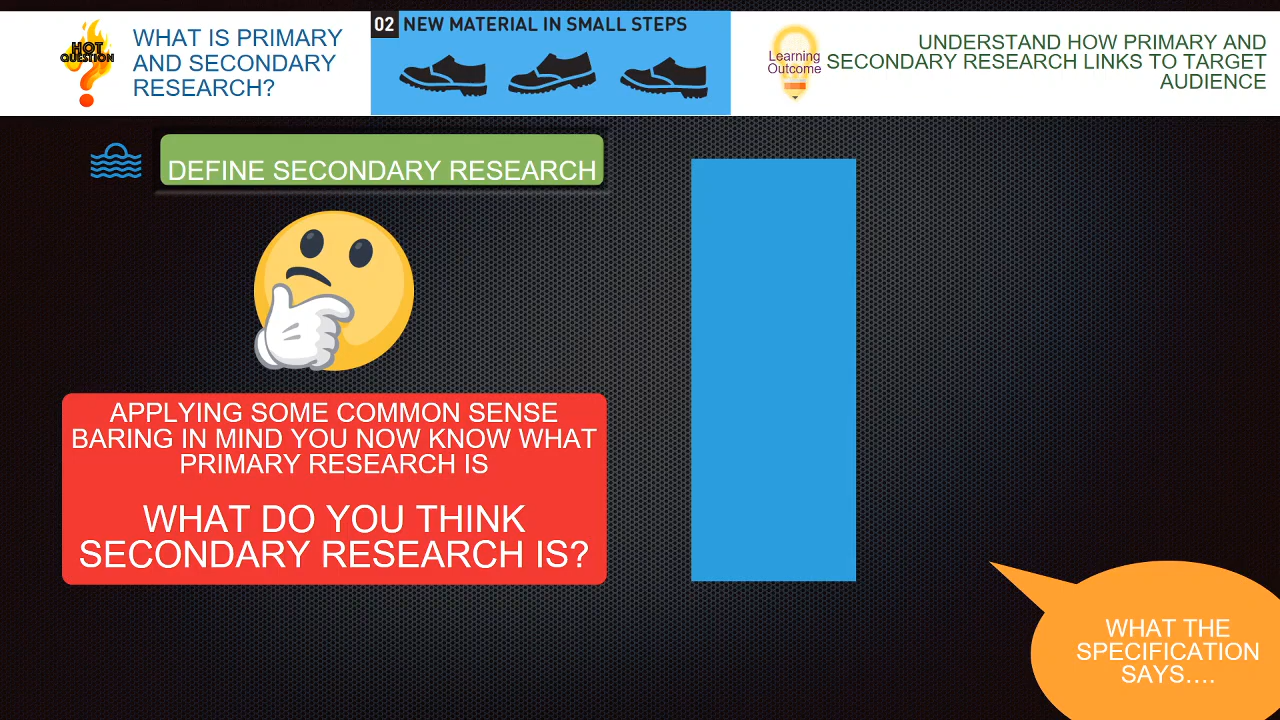 HOT
QUESTION
WHAT IS PRIMARY
AND SECONDARY
RESEARCH?
02 NEW MATERIAL IN SMALL STEPS
Learning
Outcome
UNDERSTAND HOW PRIMARY AND
SECONDARY RESEARCH LINKS TO TARGET
AUDIENCE
DEFINE SECONDARY RESEARCH
APPLYING SOME COMMON SENSE
BARING IN MIND YOU NOW KNOW WHAT
PRIMARY RESEARCH IS
WHAT DO YOU THINK
SECONDARY RESEARCH IS?
WHAT THE
SPECIFICATION
SAYS….